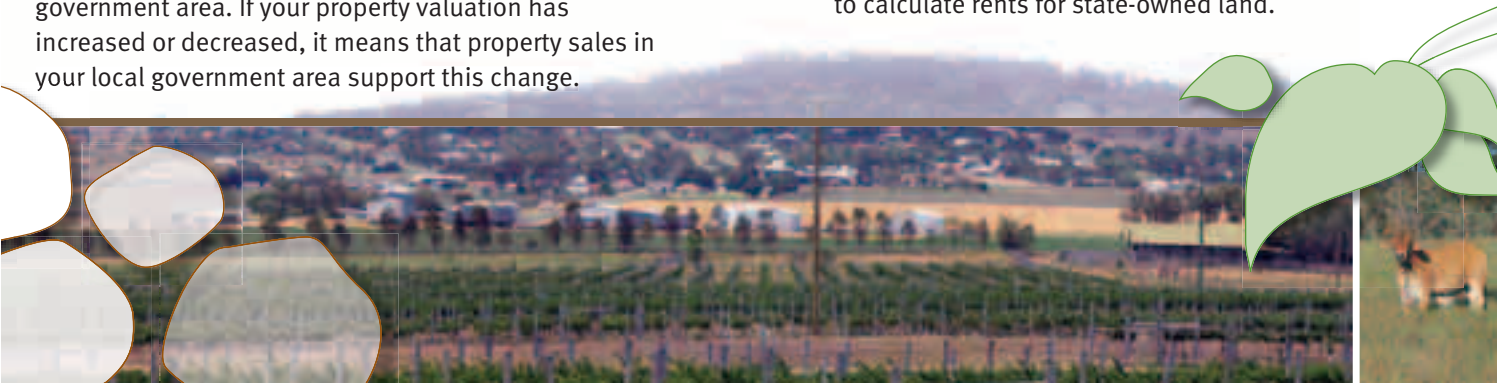 government area. If your property valuation has
increased or decreased, it means that property sales in
your local government area support this change.
to calculate rents for state-owned land.